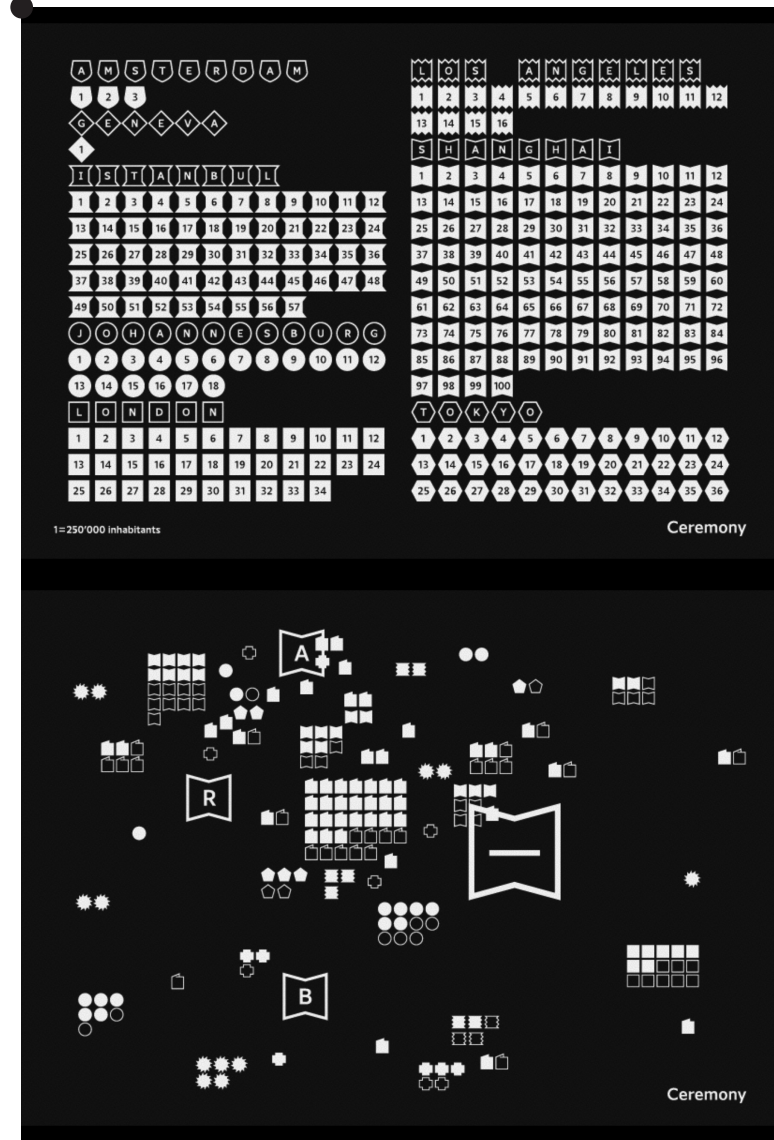 AMSTERDAM
1 2 3
GENEVA
1
ISTANBUL
1 2 3 4 5 6 7 8 9 10 11 12
13 14 15 16 17 18 19 20 21 22 23 24
25 26 27 28 29 30 31 32 33 34 35 36
37 38 39 40 41 42 43 44 45 46 47 48
49 50 51 52 53 54 55 56 57
JOHANNESBURG
1 2 3 4 5 6 7 8 9 10 11 12
13 14 15 16 17 18
LONDON
1 2 3 4 5 6 7 8 9 10 11 12
13 14 15 16 17 18 19 20 21 22 23 24
25 26 27 28 29 30 31 32 33 34
1=250'000 inhabitants
LOS ANGELES
1 2 3 4 5 6 7 8 9 10 11 12
13 14 15 16
SHANGHAI
1 2 3 4 5 6 7 8 9 10 11 12
13 14 15 16 17 18 19 20 21 22 23 24
25 26 27 28 29 30 31 32 33 34 35 36
37 38 39 40 41 42 43 44 45 46 47 48
49 50 51 52 53 54 55 56 57 58 59 60
61 62 63 64 65 66 67 68 69 70 71 72
73 74 75 76 77 78 79 80 81 82 83 84
85 86 87 88 89 90 91 92 93 94 95 96
97 98 99 100
TOKYO
1 2 3 4 5 6 7 8 9 10 11 12
13 14 15 16 17 18 19 20 21 22 23 24
25 26 27 28 29 30 31 32 33 34 35 36
Ceremony
A
R
B
Ceremony